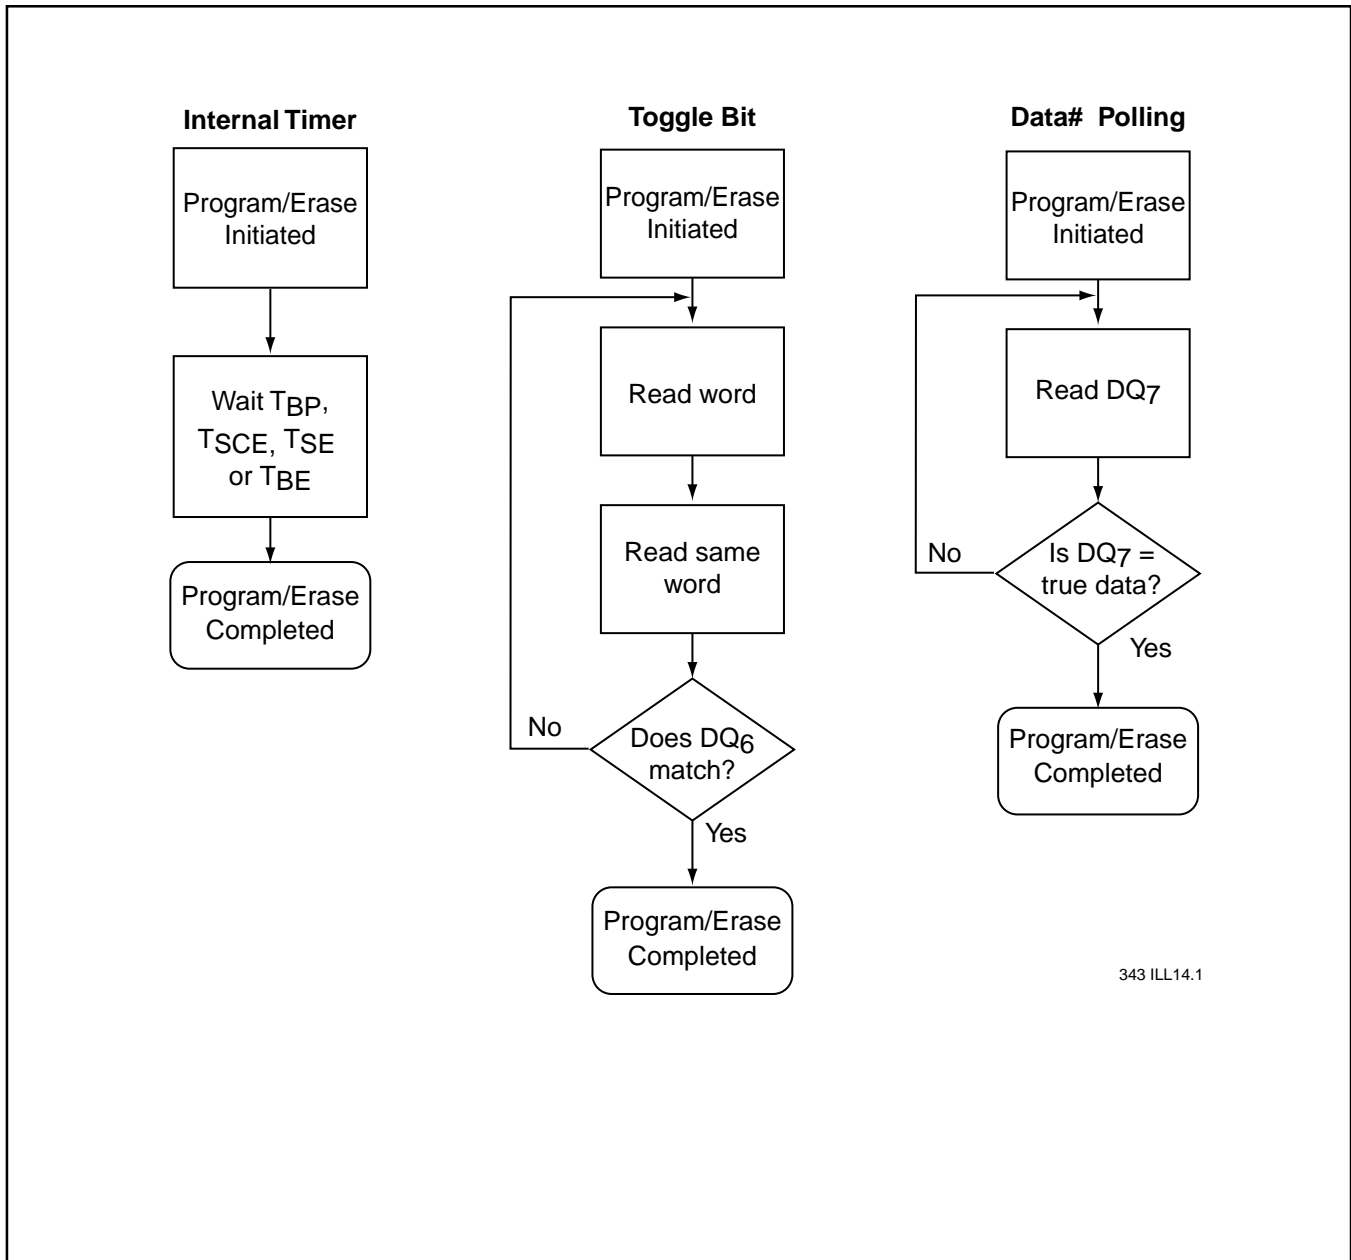 Internal Timer
Program/Erase
Initiated
Wait TBP,
TSCE, TSE
or TBE
Program/Erase
Completed
Toggle Bit
Program/Erase
Initiated
Read word
Read same
word
Does DQ6
match?
No
Yes
Program/Erase
Completed
Data# Polling
Program/Erase
Initiated
Read DQ7
Is DQ7 =
true data?
No
Yes
Program/Erase
Completed
343 ILL14.1